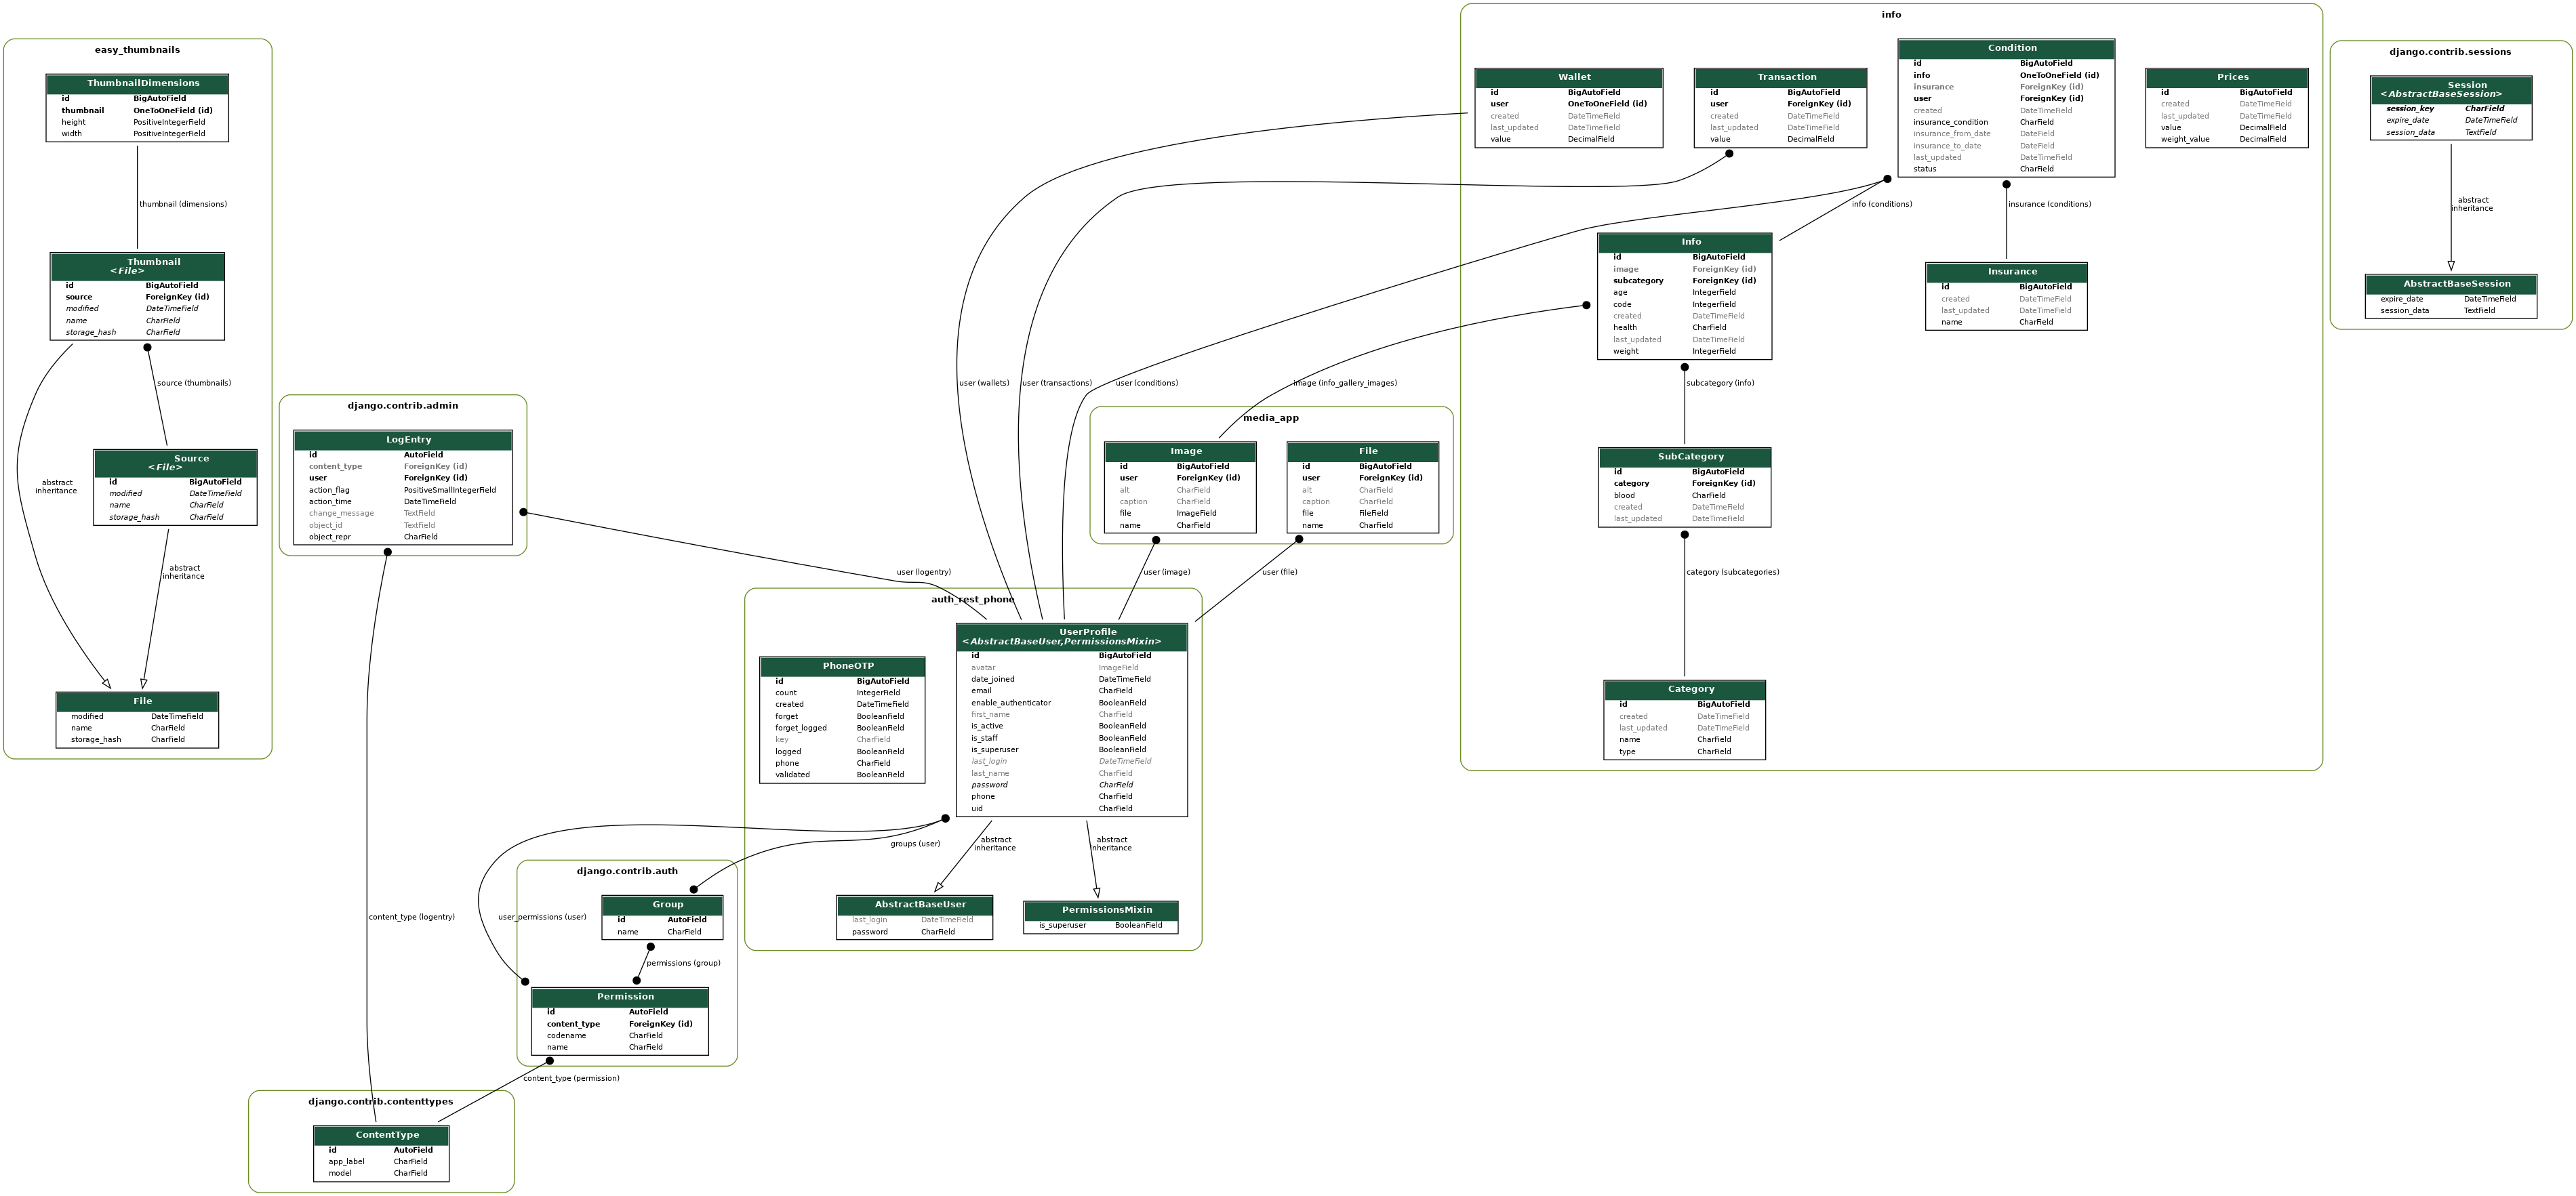 easy_thumbnails
ThumbnailDimensions
id BigAutoField
thumbnail OneToOneField (id)
height PositiveIntegerField
width PositiveIntegerField
thumbnail (dimensions)
Thumbnail
<File>
id BigAutoField
source ForeignKey (id)
modified DateTimeField
name CharField
storage_hash CharField
source (thumbnails)
abstract
inheritance
Source
<File>
id BigAutoField
modified DateTimeField
name CharField
storage_hash CharField
abstract
inheritance
File
modified DateTimeField
name CharField
storage_hash CharField
django.contrib.admin
LogEntry
id AutoField
content_type ForeignKey (id)
user ForeignKey (id)
action_flag PositiveSmallIntegerField
action_time DateTimeField
change_message TextField
object_id TextField
object_repr CharField
user (logentry)
content_type (logentry)
info
Wallet
id BigAutoField
user OneToOneField (id)
created DateTimeField
last_updated DateTimeField
value DecimalField
Transaction
id BigAutoField
user ForeignKey (id)
created DateTimeField
last_updated DateTimeField
value DecimalField
Condition
id BigAutoField
info OneToOneField (id)
insurance ForeignKey (id)
user ForeignKey (id)
created DateTimeField
insurance_condition CharField
insurance_from_date DateField
insurance_to_date DateField
last_updated DateTimeField
status CharField
Prices
id BigAutoField
created DateTimeField
last_updated DateTimeField
value DecimalField
weight_value DecimalField
info (conditions)
insurance (conditions)
Info
id BigAutoField
image ForeignKey (id)
subcategory ForeignKey (id)
age IntegerField
code IntegerField
created DateTimeField
health CharField
last_updated DateTimeField
weight IntegerField
Insurance
id BigAutoField
created DateTimeField
last_updated DateTimeField
name CharField
user (wallets)
user (transactions)
user (conditions)
image (info_gallery_images)
subcategory (info)
SubCategory
id BigAutoField
category ForeignKey (id)
blood CharField
created DateTimeField
last_updated DateTimeField
category (subcategories)
Category
id BigAutoField
created DateTimeField
last_updated DateTimeField
name CharField
type CharField
django.contrib.sessions
Session
<AbstractBaseSession>
session_key CharField
expire_date DateTimeField
session_data TextField
abstract
inheritance
AbstractBaseSession
expire_date DateTimeField
session_data TextField
media_app
Image
id BigAutoField
user ForeignKey (id)
alt CharField
caption CharField
file ImageField
name CharField
File
id BigAutoField
user ForeignKey (id)
alt CharField
caption CharField
file FileField
name CharField
user (image)
user (file)
auth_rest_phone
PhoneOTP
id BigAutoField
count IntegerField
created DateTimeField
forget BooleanField
forget_logged BooleanField
key CharField
logged BooleanField
phone CharField
validated BooleanField
UserProfile
<AbstractBaseUser,PermissionsMixin>
id BigAutoField
avatar ImageField
date_joined DateTimeField
email CharField
enable_authenticator BooleanField
first_name CharField
is_active BooleanField
is_staff BooleanField
is_superuser BooleanField
last_login DateTimeField
last_name CharField
password CharField
phone CharField
uid CharField
groups (user)
abstract
inheritance
abstract
inheritance
AbstractBaseUser
last_login DateTimeField
password CharField
PermissionsMixin
is_superuser BooleanField
django.contrib.auth
user_permissions (user)
Group
id AutoField
name CharField
permissions (group)
Permission
id AutoField
content_type ForeignKey (id)
codename CharField
name CharField
content_type (permission)
django.contrib.contenttypes
ContentType
id AutoField
app_label CharField
model CharField